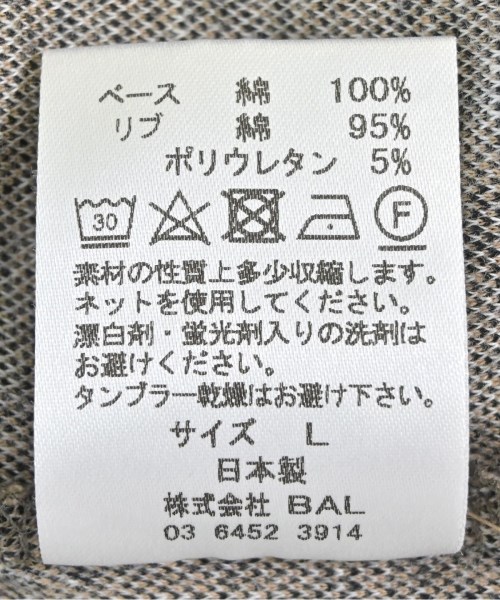 ベース 綿 100%
リブ 綿 95%
ポリウレタン 5%
30 F
素材の性質上多少収縮します。
ネットを使用してください。
漂白剤・蛍光剤入りの洗剤は
お避けください。
タンブラー乾燥はお避け下さい。
サイズ L
日本製
株式会社 BAL
03 6452 3914